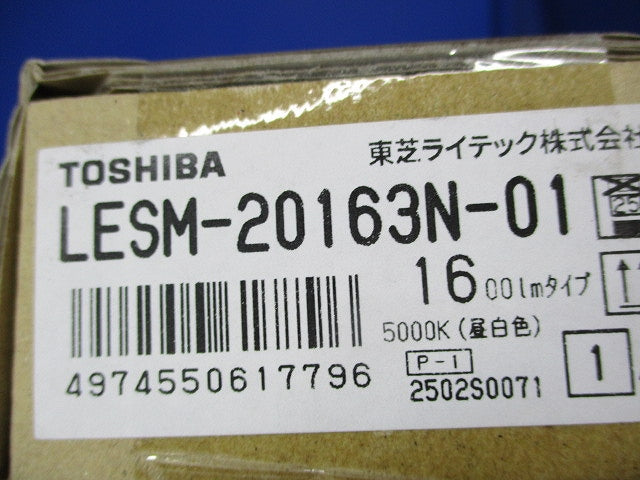 東芝ライテック株式会社
TOSHIBA
LESM-20163N-01
25
1600lmタイプ
5000K(昼白色)
P-1
4974550617796
2502S0071
1